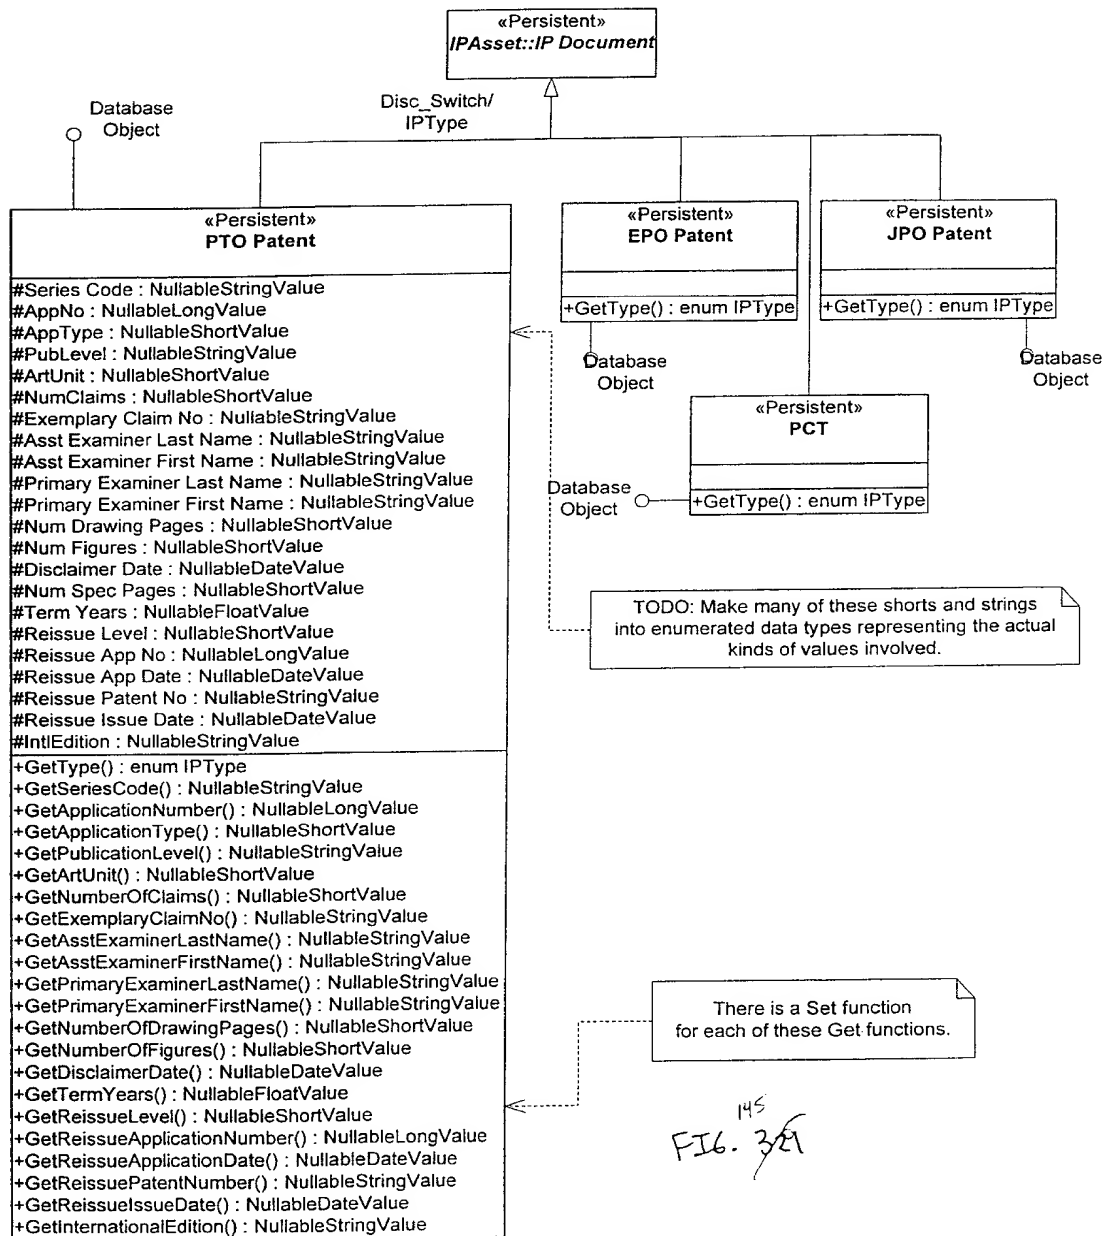 «Persistent»
IPAsset::IP Document
Disc_Switch/
IPType
Database
Object
«Persistent»
PTO Patent
#Series Code : NullableStringValue
#AppNo : NullableLongValue
#AppType : NullableShortValue
#PubLevel : NullableStringValue
#ArtUnit : NullableShortValue
#NumClaims : NullableShortValue
#Exemplary Claim No : NullableStringValue
#Asst Examiner Last Name : NullableStringValue
#Asst Examiner First Name : NullableStringValue
#Primary Examiner Last Name : NullableStringValue
#Primary Examiner First Name : NullableStringValue
#Num Drawing Pages : NullableShortValue
#Num Figures : NullableShortValue
#Disclaimer Date : NullableDateValue
#Num Spec Pages : NullableShortValue
#Term Years : NullableFloatValue
#Reissue Level : NullableShortValue
#Reissue App No : NullableLongValue
#Reissue App Date : NullableDateValue
#Reissue Patent No : NullableStringValue
#Reissue Issue Date : NullableDateValue
#IntlEdition : NullableStringValue
+GetType() : enum IPType
+GetSeriesCode() : NullableStringValue
+GetApplicationNumber() : NullableLongValue
+GetApplicationType() : NullableShortValue
+GetPublicationLevel() : NullableStringValue
+GetArtUnit() : NullableShortValue
+GetNumberOfClaims() : NullableShortValue
+GetExemplaryClaimNo() : NullableStringValue
+GetAsstExaminerLastName() : NullableStringValue
+GetAsstExaminerFirstName() : NullableStringValue
+GetPrimaryExaminerLastName() : NullableStringValue
+GetPrimaryExaminerFirstName() : NullableStringValue
+GetNumberOfDrawingPages() : NullableShortValue
+GetNumberOfFigures() : NullableShortValue
+GetDisclaimerDate() : NullableDateValue
+GetTermYears() : NullableFloatValue
+GetReissueLevel() : NullableShortValue
+GetReissueApplicationNumber() : NullableLongValue
+GetReissueApplicationDate() : NullableDateValue
+GetReissuePatentNumber() : NullableStringValue
+GetReissueIssueDate() : NullableDateValue
+GetInternationalEdition() : NullableStringValue
«Persistent»
EPO Patent
+GetType() : enum IPType
Database
Object
«Persistent»
JPO Patent
+GetType() : enum IPType
Database
Object
«Persistent»
PCT
+GetType() : enum IPType
Database
Object
TODO: Make many of these shorts and strings
into enumerated data types representing the actual
kinds of values involved.
There is a Set function
for each of these Get functions.
145
FIG.